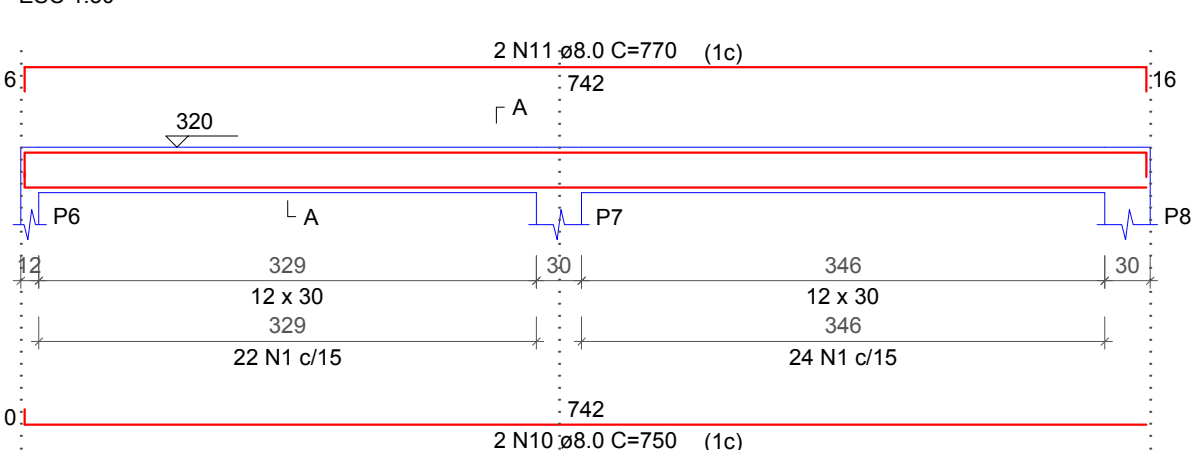 2 N11 ø8.0 C=770 (1c)
6 742 16
A
320
P6 A P7 P8
12 329 30 346 30
12 x 30 12 x 30
329 346
22 N1 c/15 24 N1 c/15
0 742
2 N10 ø8.0 C=750 (1c)